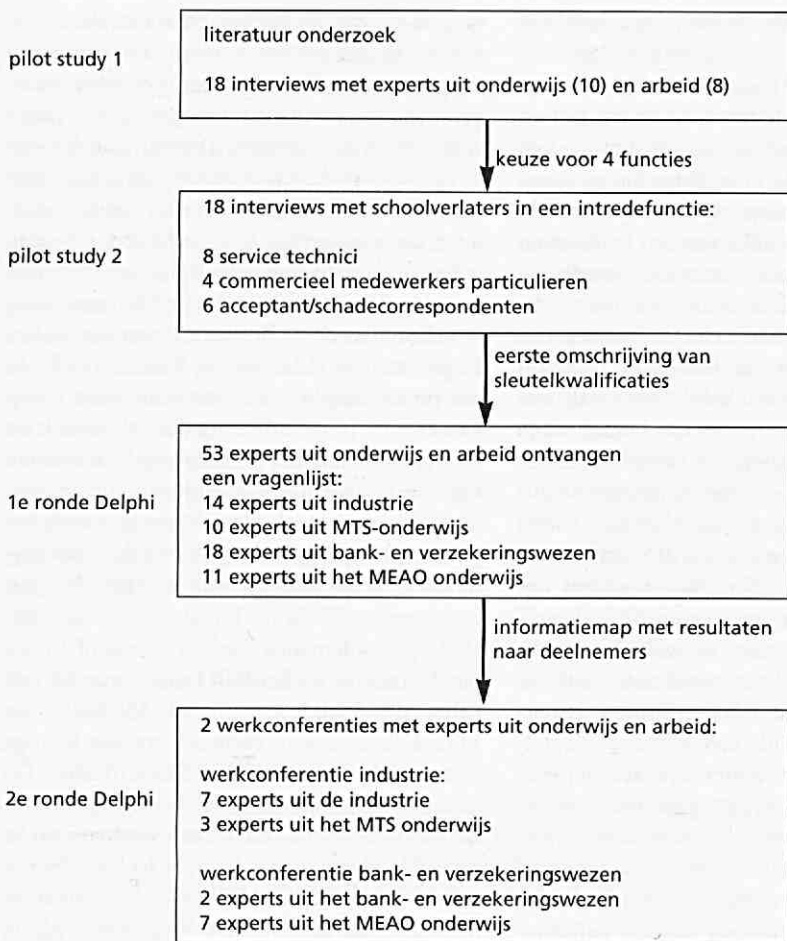 literatuur onderzoek
pilot study 1
18 interviews met experts uit onderwijs (10) en arbeid (8)
keuze voor 4 functies
18 interviews met schoolverlaters in een intredefunctie:
pilot study 2
8 service technici
4 commercieel medewerkers particulieren
6 acceptant/schadecorrespondenten
eerste omschrijving van
sleutelkwalificaties
53 experts uit onderwijs en arbeid ontvangen
een vragenlijst:
1e ronde Delphi
14 experts uit industrie
10 experts uit MTS-onderwijs
18 experts uit bank- en verzekeringswezen
11 experts uit het MEAO onderwijs
informatiemap met resultaten
naar deelnemers
2 werkconferenties met experts uit onderwijs en arbeid:
werkconferentie industrie:
2e ronde Delphi
7 experts uit de industrie
3 experts uit het MTS onderwijs
werkconferentie bank- en verzekeringswezen
2 experts uit het bank- en verzekeringswezen
7 experts uit het MEAO onderwijs